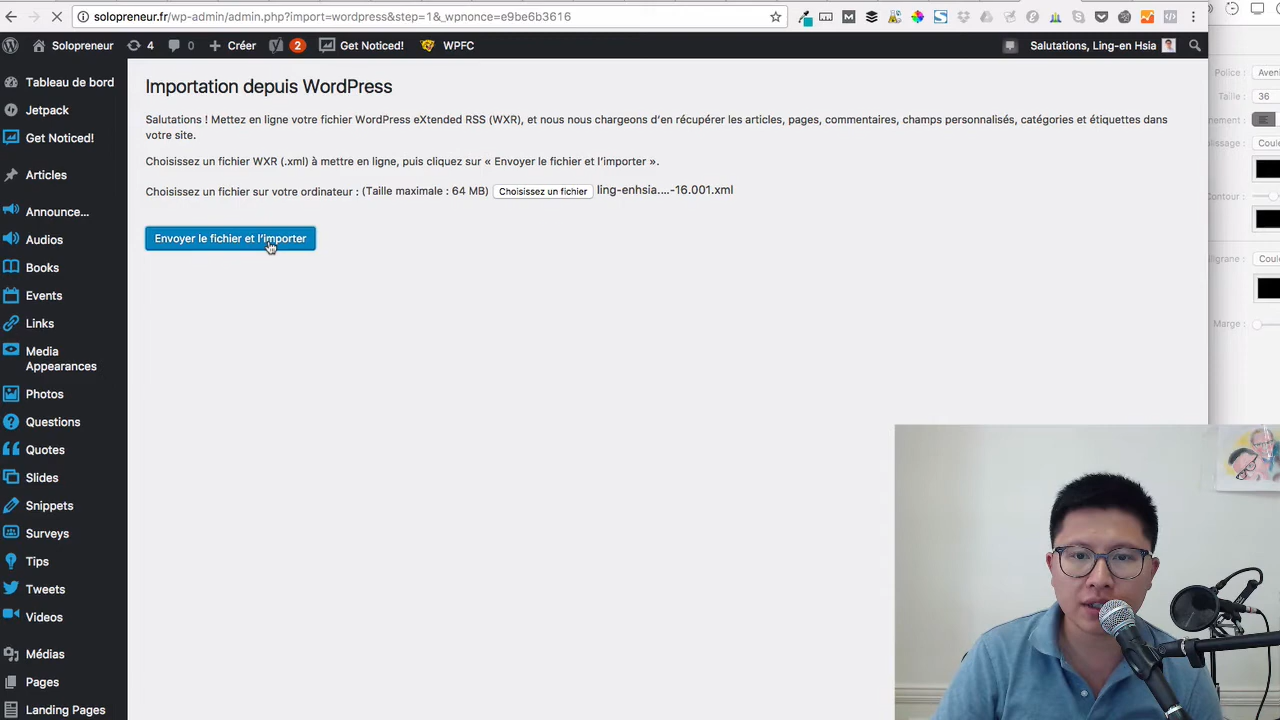 solopreneur.fr/wp-admin/admin.php?import=wordpress&step=1&_wpnonce=e9be6b3616
Solopreneur 4 0 Créer 2 Get Noticed! WPFC Salutations, Ling-en Hsia
Tableau de bord
Jetpack
Get Noticed!
Articles
Announce...
Audios
Books
Events
Links
Media
Appearances
Photos
Questions
Quotes
Slides
Snippets
Surveys
Tips
Tweets
Videos
Médias
Pages
Landing Pages
Importation depuis WordPress
Salutations ! Mettez en ligne votre fichier WordPress eXtended RSS (WXR), et nous nous chargeons d’en récupérer les articles, pages, commentaires, champs personnalisés, catégories et étiquettes dans
votre site.
Choisissez un fichier WXR (.xml) à mettre en ligne, puis cliquez sur « Envoyer le fichier et l’importer ».
Choisissez un fichier sur votre ordinateur : (Taille maximale : 64 MB) Choisissez un fichier ling-enhsia....-16.001.xml
Envoyer le fichier et l’importer
Police :
Taille : 36
Contour :
Marge :